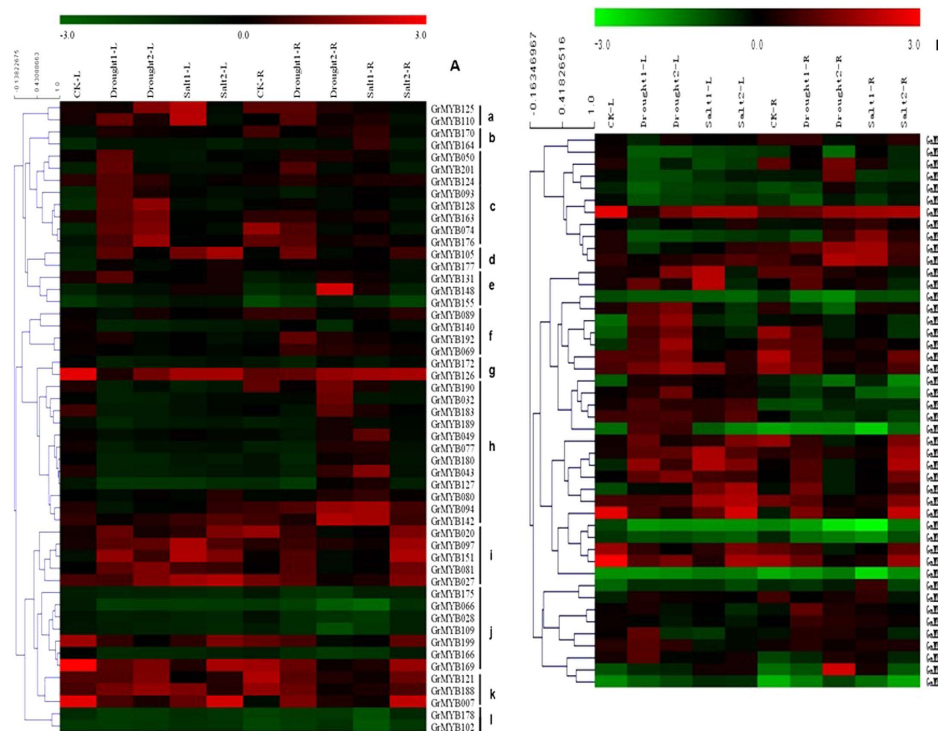 -3.0 0.0 3.0
-0.13822675
0.43088663
1.0
CK-L
Drought1-L
Drought2-L
Salt1-L
Salt2-L
CK-R
Drought1-R
Drought2-R
Salt1-R
Salt2-R
A
GrMYB125
GrMYB110
a
GrMYB170
GrMYB164
b
GrMYB050
GrMYB201
GrMYB124
GrMYB093
GrMYB128
GrMYB163
GrMYB074
GrMYB176
c
GrMYB105
GrMYB177
d
GrMYB131
GrMYB148
GrMYB155
e
GrMYB089
GrMYB140
GrMYB192
GrMYB069
f
GrMYB172
GrMYB126
g
GrMYB190
GrMYB032
GrMYB183
GrMYB189
GrMYB049
GrMYB077
GrMYB180
GrMYB043
GrMYB127
GrMYB080
GrMYB094
GrMYB142
h
GrMYB020
GrMYB097
GrMYB151
GrMYB081
GrMYB027
i
GrMYB175
GrMYB066
GrMYB028
GrMYB109
GrMYB199
GrMYB166
GrMYB169
j
GrMYB121
GrMYB188
GrMYB007
k
GrMYB178
GrMYB102
l
-3.0 0.0 3.0
-0.16346967
0.41826516
1.0
CK-L
Drought1-L
Drought2-L
Salt1-L
Salt2-L
CK-R
Drought1-R
Drought2-R
Salt1-R
Salt2-R